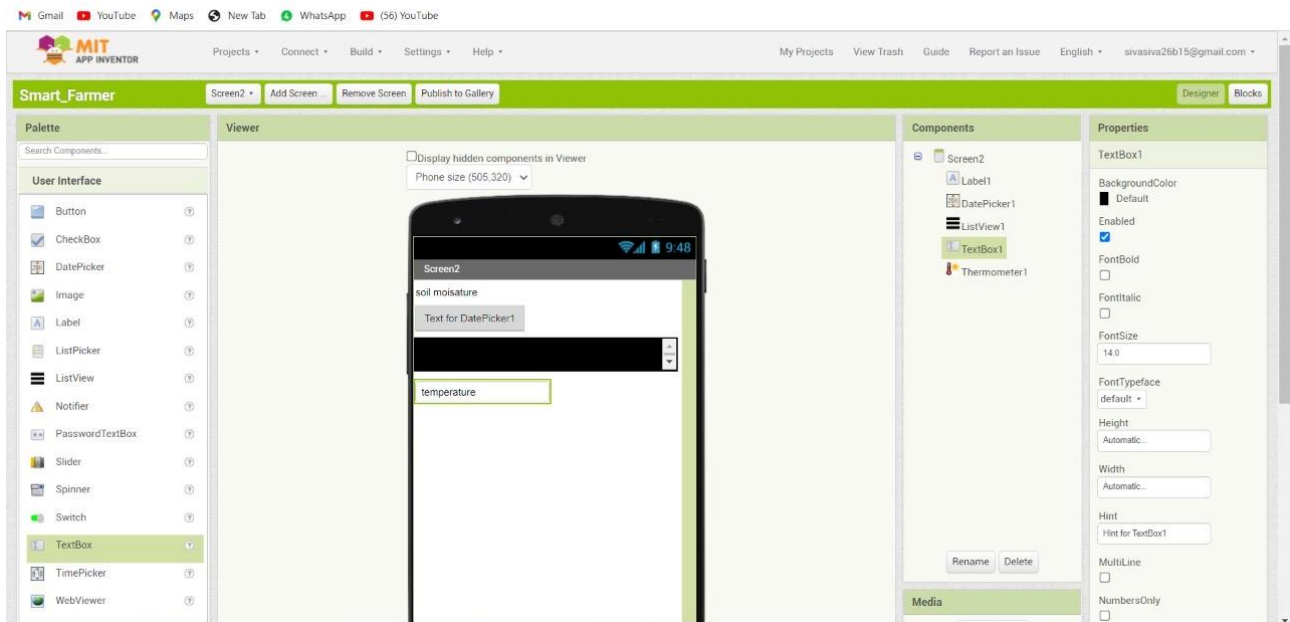 Gmail YouTube Maps New Tab WhatsApp (56) YouTube
MIT
APP INVENTOR
Projects Connect Build Settings Help My Projects View Trash Guide Report an Issue English sivasiva26b15@gmail.com
Smart_Farmer Screen2 Add Screen ... Remove Screen Publish to Gallery Designer Blocks
Palette
Search Components...
User Interface
Button
CheckBox
DatePicker
Image
Label
ListPicker
ListView
Notifier
PasswordTextBox
Slider
Spinner
Switch
TextBox
TimePicker
WebViewer
Viewer
Display hidden components in Viewer
Phone size (505,320)
9:48
Screen2
soil moisature
Text for DatePicker1
temperature
Components
Screen2
Label1
DatePicker1
ListView1
TextBox1
Thermometer1
Rename Delete
Media
Properties
TextBox1
BackgroundColor
Default
Enabled
FontBold
FontItalic
FontSize
14.0
FontTypeface
default
Height
Automatic...
Width
Automatic...
Hint
Hint for TextBox1
MultiLine
NumbersOnly